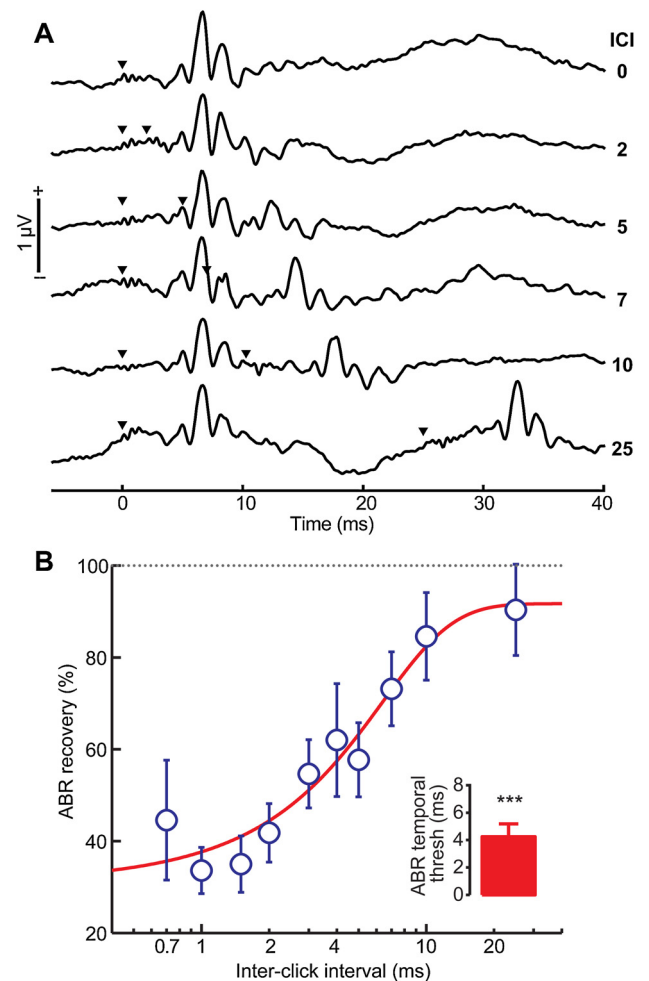 A
ICI
0
2
5
7
10
25
+
1 µV
–
0 10 20 30 40
Time (ms)
B
100
80
60
40
20
ABR recovery (%)
0.7 1 2 4 10 20
Inter-click interval (ms)
ABR temporal
thresh (ms)
8
6
4
2
0
***